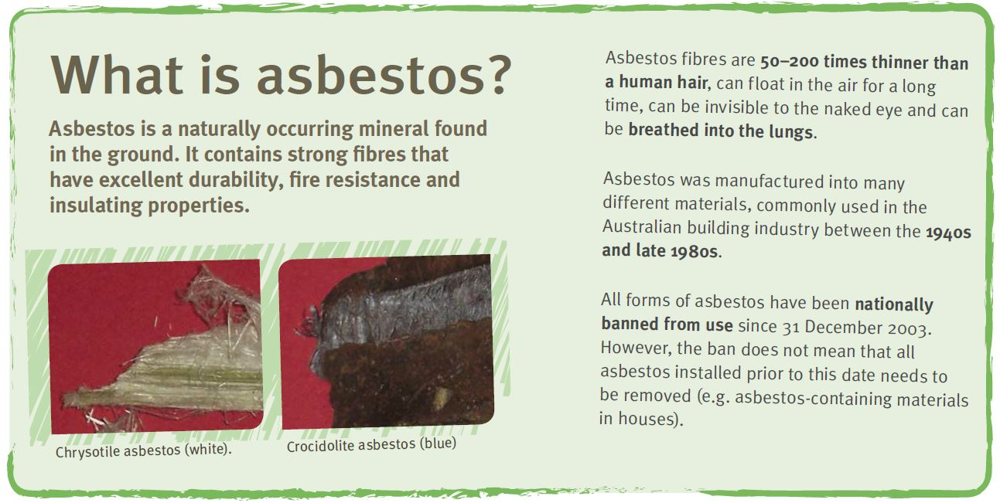 What is asbestos?
Asbestos is a naturally occurring mineral found
in the ground. It contains strong fibres that
have excellent durability, fire resistance and
insulating properties.
Chrysotile asbestos (white).
Crocidolite asbestos (blue)
Asbestos fibres are 50–200 times thinner than
a human hair, can float in the air for a long
time, can be invisible to the naked eye and can
be breathed into the lungs.
Asbestos was manufactured into many
different materials, commonly used in the
Australian building industry between the 1940s
and late 1980s.
All forms of asbestos have been nationally
banned from use since 31 December 2003.
However, the ban does not mean that all
asbestos installed prior to this date needs to
be removed (e.g. asbestos-containing materials
in houses).